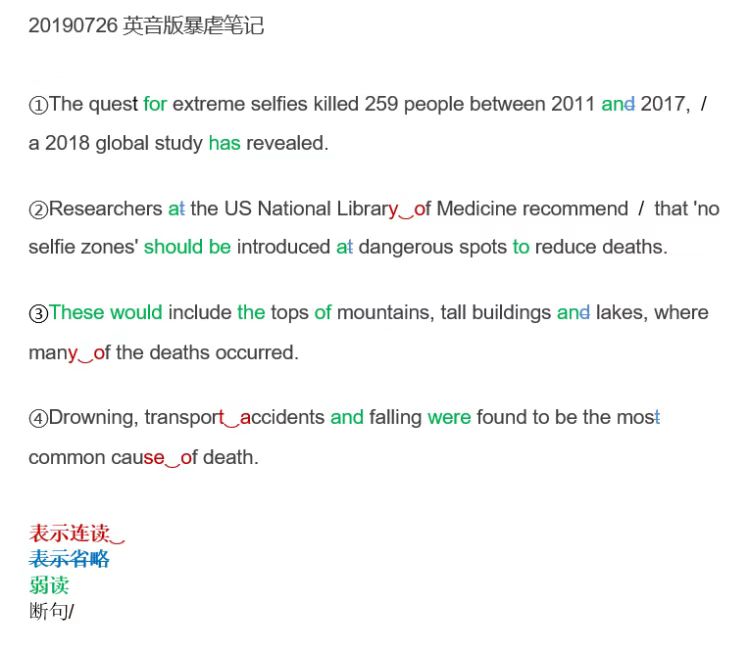 20190726 英音版暴虐笔记
①The quest for extreme selfies killed 259 people between 2011 and 2017, /
a 2018 global study has revealed.
②Researchers at the US National Library‿of Medicine recommend / that 'no
selfie zones' should be introduced at dangerous spots to reduce deaths.
③These would include the tops of mountains, tall buildings and lakes, where
many‿of the deaths occurred.
④Drowning, transport‿accidents and falling were found to be the most
common cause‿of death.
表示连读‿
表示省略
弱读
断句/